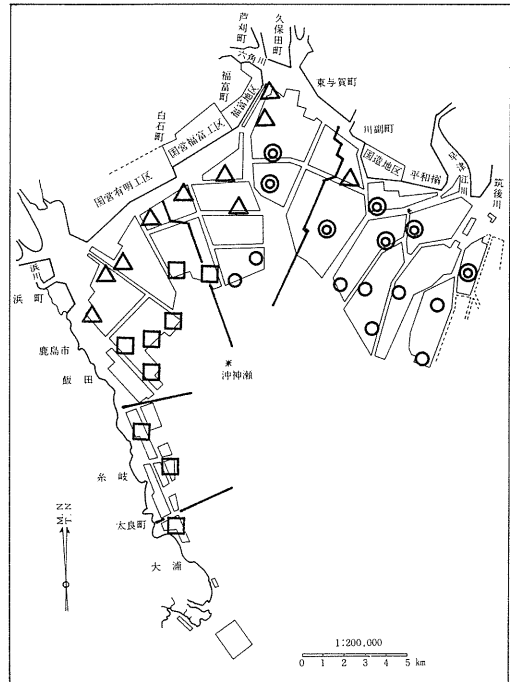 芦刈町
久保田町
六角川
東与賀町
福富町
福富地区
川副町
白石町
国営福富工区
国造地区
平和搦
早津江川
筑後川
国営有明工区
浜川
浜町
鹿島市
飯田
沖神瀬
糸岐
太良町
大浦
M.N
T.N
1:200,000
0 1 2 3 4 5 km